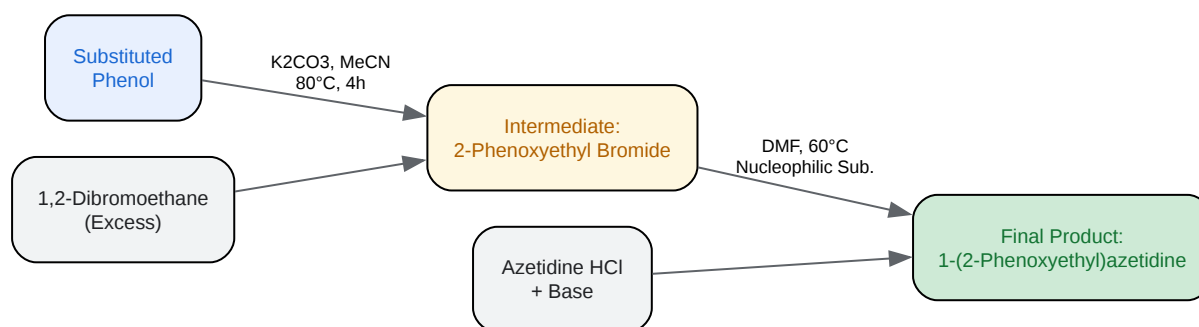 Substituted
Phenol
K2CO3, MeCN
80°C, 4h
1,2-Dibromoethane
(Excess)
Intermediate:
2-Phenoxyethyl Bromide
DMF, 60°C
Nucleophilic Sub.
Azetidine HCl
+ Base
Final Product:
1-(2-Phenoxyethyl)azetidine